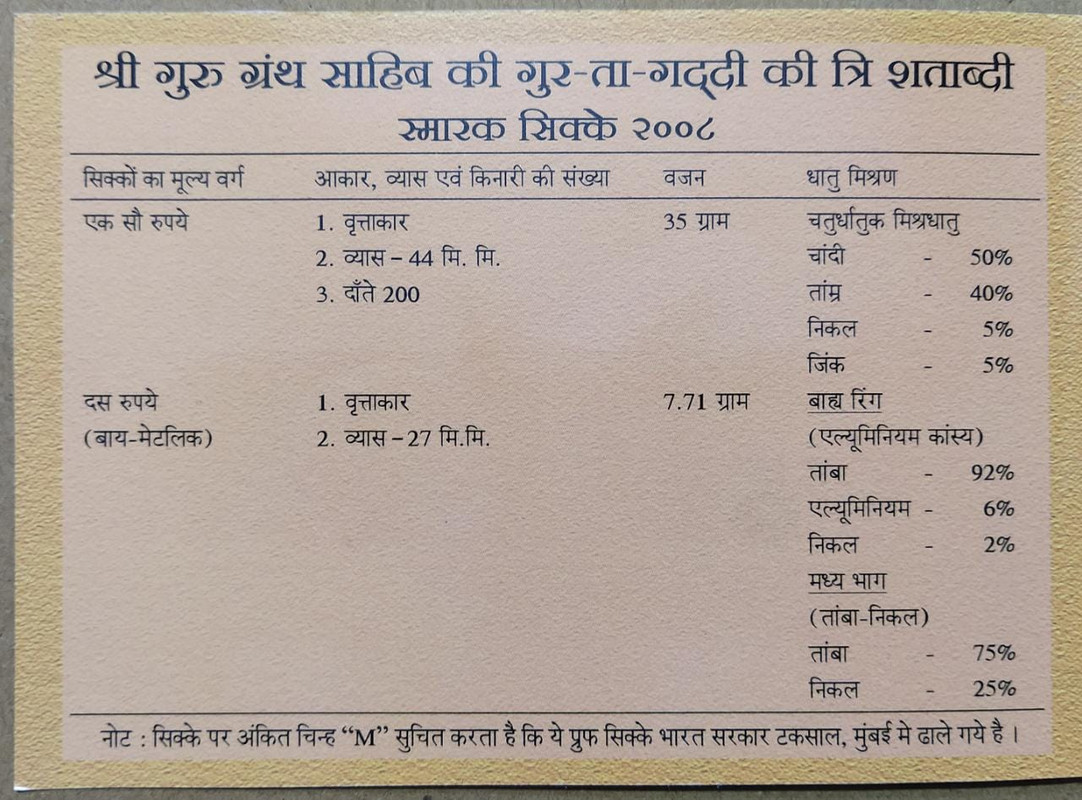 श्री गुरु ग्रंथ साहिब की गुर-ता-गद्दी की त्रि शताब्दी
स्मारक सिक्के २००८
सिक्कों का मूल्य वर्ग आकार, व्यास एवं किनारी की संख्या वजन धातु मिश्रण
एक सौ रुपये 1. वृत्ताकार 35 ग्राम चतुर्धातुक मिश्रधातु
2. व्यास – 44 मि. मि. चांदी - 50%
3. दाँते 200 तांम्र - 40%
निकल - 5%
जिंक - 5%
दस रुपये 1. वृत्ताकार 7.71 ग्राम बाह्य रिंग
(बाय-मेटलिक) 2. व्यास – 27 मि.मि. (एल्यूमिनियम कांस्य)
तांबा - 92%
एल्यूमिनियम - 6%
निकल - 2%
मध्य भाग
(तांबा-निकल)
तांबा - 75%
निकल - 25%
नोट : सिक्के पर अंकित चिन्ह “M” सुचित करता है कि ये प्रुफ सिक्के भारत सरकार टकसाल, मुंबई मे ढाले गये है ।